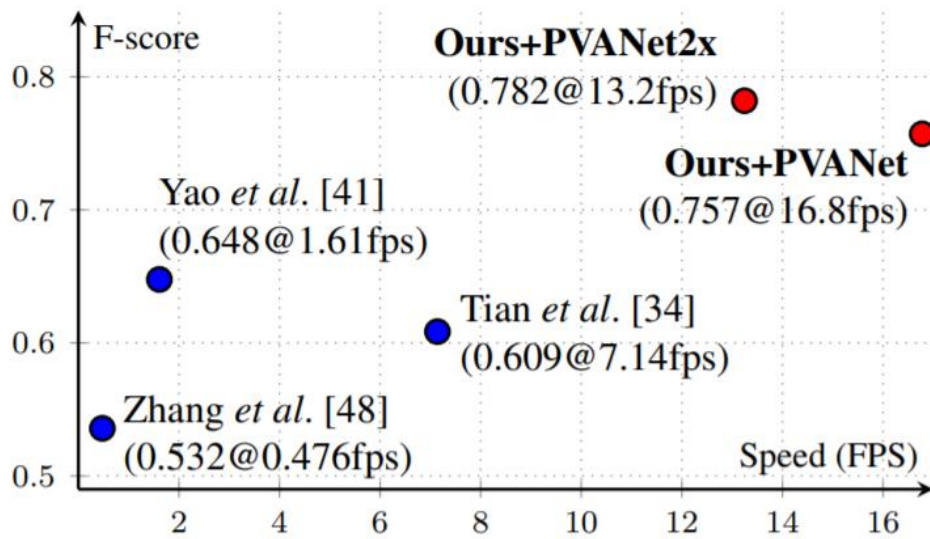 F-score
Ours+PVANet2x
(0.782@13.2fps)
0.8
Ours+PVANet
(0.757@16.8fps)
Yao et al. [41]
(0.648@1.61fps)
0.7
Tian et al. [34]
(0.609@7.14fps)
0.6
Zhang et al. [48]
(0.532@0.476fps)
Speed (FPS)
0.5
2 4 6 8 10 12 14 16